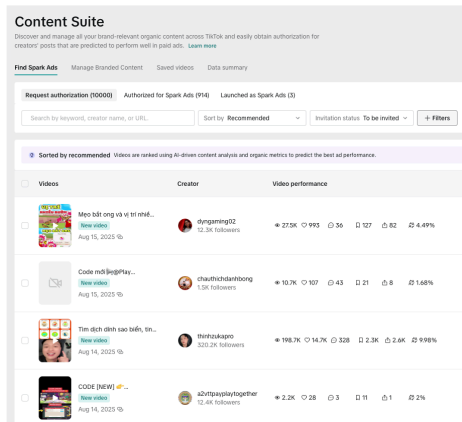 Content Suite
Discover and manage all your brand-relevant organic content across TikTok and easily obtain authorization for
creators' posts that are predicted to perform well in paid ads. Learn more
Find Spark Ads Manage Branded Content Saved videos Data summary
Request authorization (10000) Authorized for Spark Ads (914) Launched as Spark Ads (3)
Search by keyword, creator name, or URL. Sort by Recommended Invitation status To be invited + Filters
Sorted by recommended Videos are ranked using AI-driven content analysis and organic metrics to predict the best ad performance.
Videos Creator Video performance
Mẹo bắt ong và vị trí nhiề...
New video
Aug 15, 2025
dyngaming02
12.3K followers
27.5K 993 36 127 82 4.49%
Code mới @Play...
New video
Aug 15, 2025
chauthichdanhbong
1.5K followers
10.7K 107 43 21 8 1.68%
Tim dịch dinh sao biển, tin...
New video
Aug 14, 2025
thinhzukapro
320.2K followers
198.7K 14.7K 328 2.3K 2.6K 9.98%
CODE [NEW] 👉...
New video
Aug 14, 2025
a2vttpayplaytogether
12.4K followers
2.2K 28 3 11 1 2%